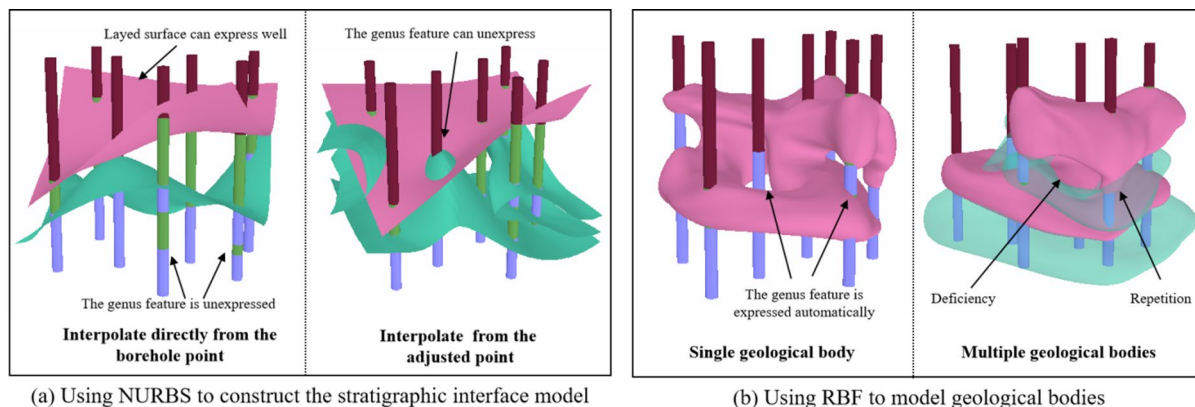 Layed surface can express well
The genus feature can unexpress
The genus feature is unexpressed
Interpolate directly from the
borehole point
Interpolate from the
adjusted point
(a) Using NURBS to construct the stratigraphic interface model
The genus feature is
expressed automatically
Deficiency
Repetition
Single geological body
Multiple geological bodies
(b) Using RBF to model geological bodies